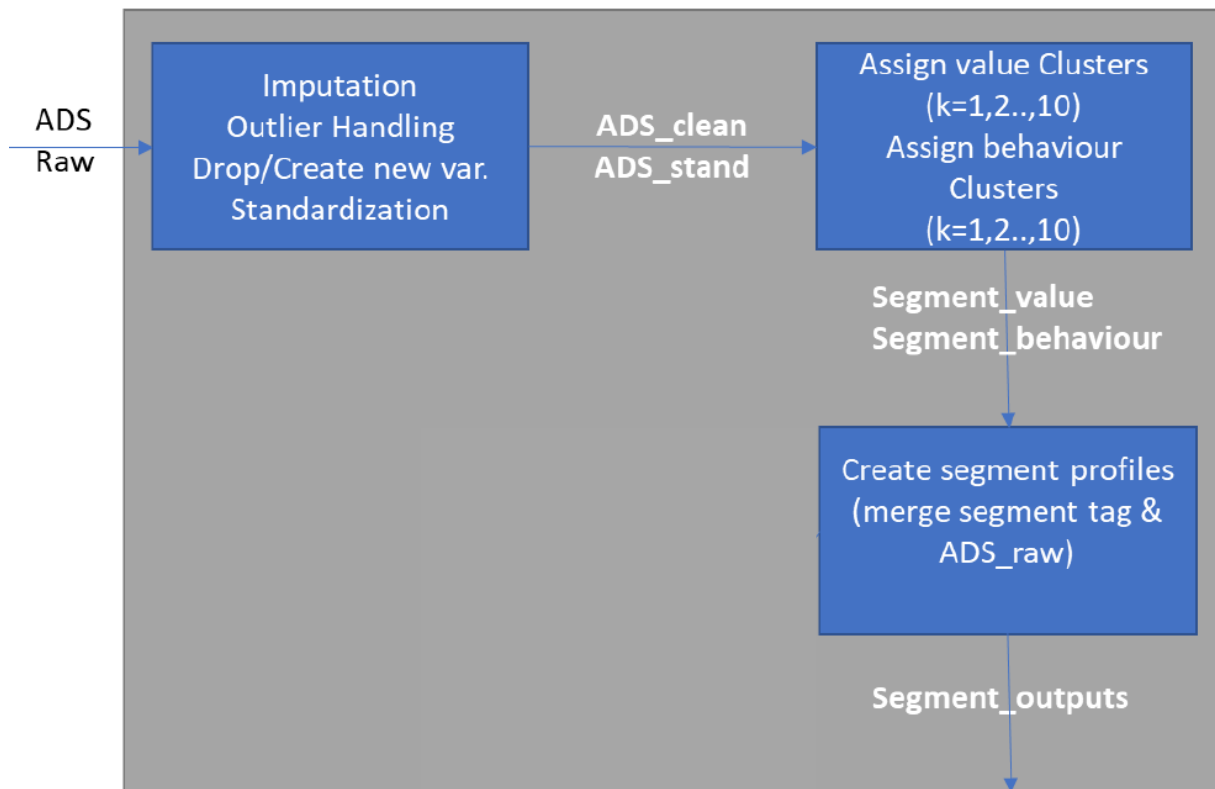 ADS
Raw
Imputation
Outlier Handling
Drop/Create new var.
Standardization
ADS_clean
ADS_stand
Assign value Clusters
(k=1,2..,10)
Assign behaviour
Clusters
(k=1,2..,10)
Segment_value
Segment_behaviour
Create segment profiles
(merge segment tag &
ADS_raw)
Segment_outputs